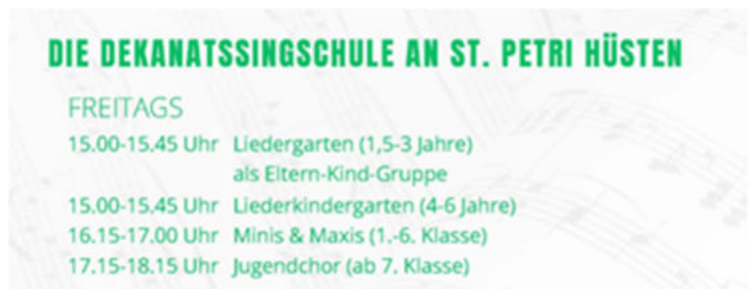 DIE DEKANATSSINGSCHULE AN ST. PETRI HÜSTEN
FREITAGS
15.00-15.45 Uhr Liedergarten (1,5-3 Jahre)
als Eltern-Kind-Gruppe
15.00-15.45 Uhr Liederkindergarten (4-6 Jahre)
16.15-17.00 Uhr Minis & Maxis (1.-6. Klasse)
17.15-18.15 Uhr Jugendchor (ab 7. Klasse)